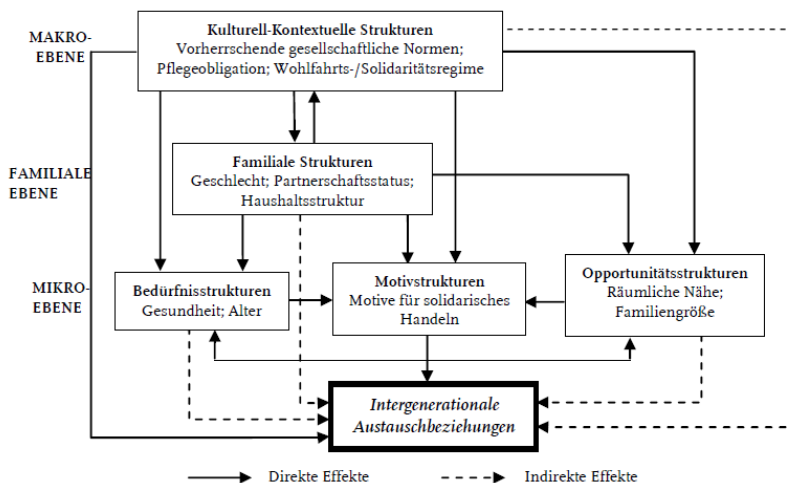 MAKRO-
EBENE
Kulturell-Kontextuelle Strukturen
Vorherrschende gesellschaftliche Normen;
Pflegeobligation; Wohlfahrts-/Solidaritätsregime
FAMILIALE
EBENE
Familiale Strukturen
Geschlecht; Partnerschaftsstatus;
Haushaltsstruktur
MIKRO-
EBENE
Bedürfnisstrukturen
Gesundheit; Alter
Motivstrukturen
Motive für solidarisches
Handeln
Opportunitätsstrukturen
Räumliche Nähe;
Familiengröße
Intergenerationale
Austauschbeziehungen
Direkte Effekte
Indirekte Effekte